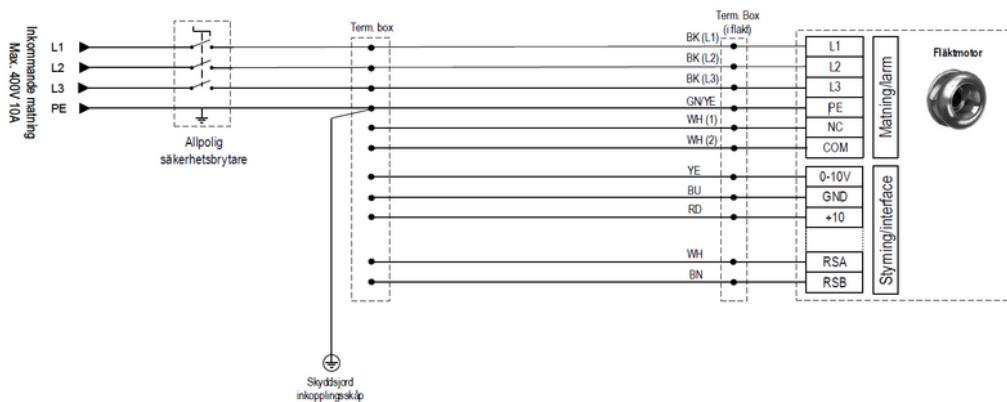 Inkommande matning
Max. 400V 10A
L1
L2
L3
PE
Allpolig
säkerhetsbrytare
Term. box
Skyddsjord
inkopplingsskåp
BK (L1)
BK (L2)
BK (L3)
GN/YE
WH (1)
WH (2)
YE
BU
RD
WH
BN
Term. Box
(i fläkt)
L1
L2
L3
PE
NC
COM
0-10V
GND
+10
RSA
RSB
Matning/larm
Styrning/interface
Fläktmotor